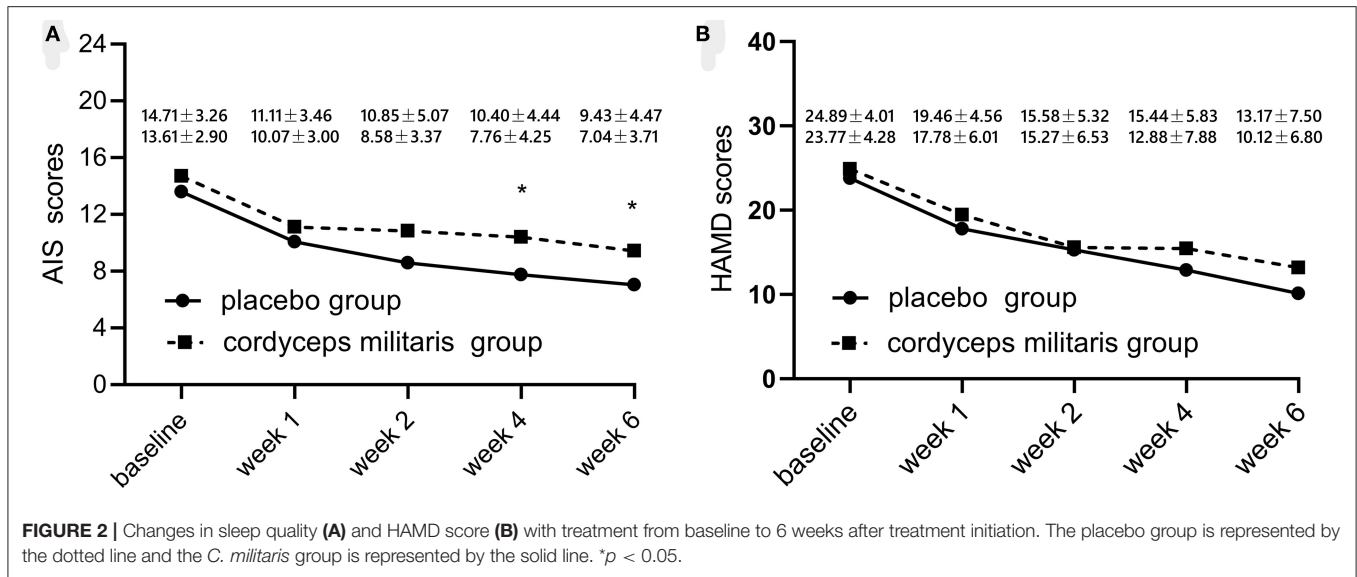 A
24
20
16
12
8
4
0
AIS scores
14.71±3.26 11.11±3.46 10.85±5.07 10.40±4.44 9.43±4.47
13.61±2.90 10.07±3.00 8.58±3.37 7.76±4.25 7.04±3.71
*
*
placebo group
cordyceps militaris group
baseline
week 1
week 2
week 4
week 6
B
40
30
20
10
0
HAMD scores
24.89±4.01 19.46±4.56 15.58±5.32 15.44±5.83 13.17±7.50
23.77±4.28 17.78±6.01 15.27±6.53 12.88±7.88 10.12±6.80
placebo group
cordyceps militaris group
baseline
week 1
week 2
week 4
week 6
FIGURE 2 | Changes in sleep quality (A) and HAMD score (B) with treatment from baseline to 6 weeks after treatment initiation. The placebo group is represented by
the dotted line and the C. militaris group is represented by the solid line. *p < 0.05.